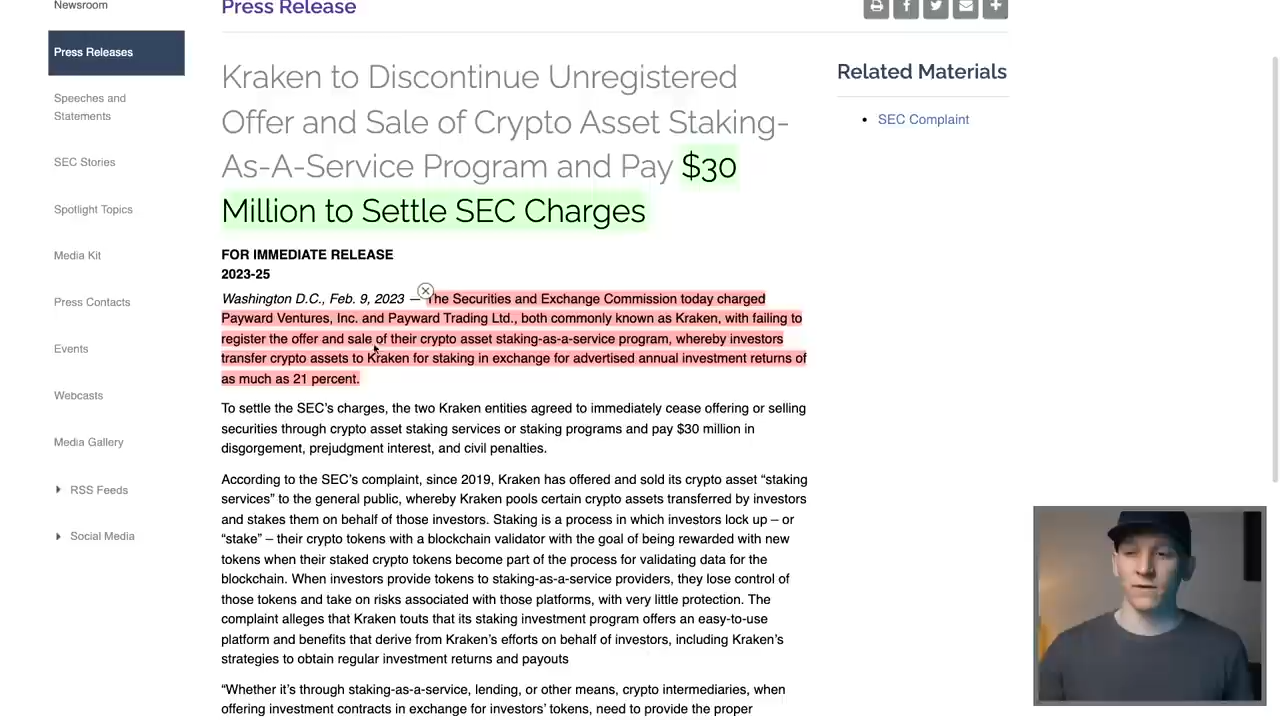 Newsroom
Press Releases
Speeches and
Statements
SEC Stories
Spotlight Topics
Media Kit
Press Contacts
Events
Webcasts
Media Gallery
RSS Feeds
Social Media
Press Release
Kraken to Discontinue Unregistered
Offer and Sale of Crypto Asset Staking-
As-A-Service Program and Pay $30
Million to Settle SEC Charges
FOR IMMEDIATE RELEASE
2023-25
Washington D.C., Feb. 9, 2023 — The Securities and Exchange Commission today charged
Payward Ventures, Inc. and Payward Trading Ltd., both commonly known as Kraken, with failing to
register the offer and sale of their crypto asset staking-as-a-service program, whereby investors
transfer crypto assets to Kraken for staking in exchange for advertised annual investment returns of
as much as 21 percent.
To settle the SEC’s charges, the two Kraken entities agreed to immediately cease offering or selling
securities through crypto asset staking services or staking programs and pay $30 million in
disgorgement, prejudgment interest, and civil penalties.
According to the SEC’s complaint, since 2019, Kraken has offered and sold its crypto asset “staking
services” to the general public, whereby Kraken pools certain crypto assets transferred by investors
and stakes them on behalf of those investors. Staking is a process in which investors lock up – or
“stake” – their crypto tokens with a blockchain validator with the goal of being rewarded with new
tokens when their staked crypto tokens become part of the process for validating data for the
blockchain. When investors provide tokens to staking-as-a-service providers, they lose control of
those tokens and take on risks associated with those platforms, with very little protection. The
complaint alleges that Kraken touts that its staking investment program offers an easy-to-use
platform and benefits that derive from Kraken’s efforts on behalf of investors, including Kraken’s
strategies to obtain regular investment returns and payouts
“Whether it’s through staking-as-a-service, lending, or other means, crypto intermediaries, when
offering investment contracts in exchange for investors’ tokens, need to provide the proper
Related Materials
SEC Complaint